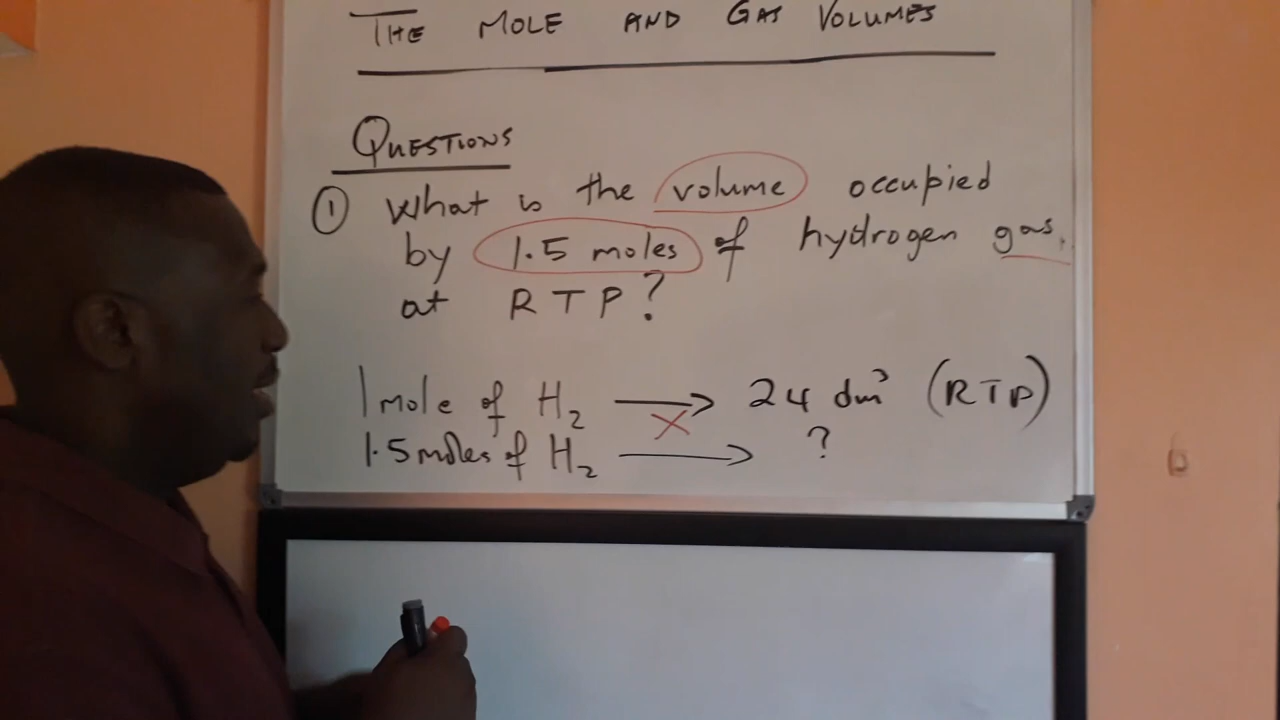 THE MOLE AND GAS VOLUMES
QUESTIONS
① What is the volume occupied
by 1.5 moles of hydrogen gas,
at RTP?
1 mole of H₂ → 24 dm³ (RTP)
X
1.5 moles of H₂ → ?